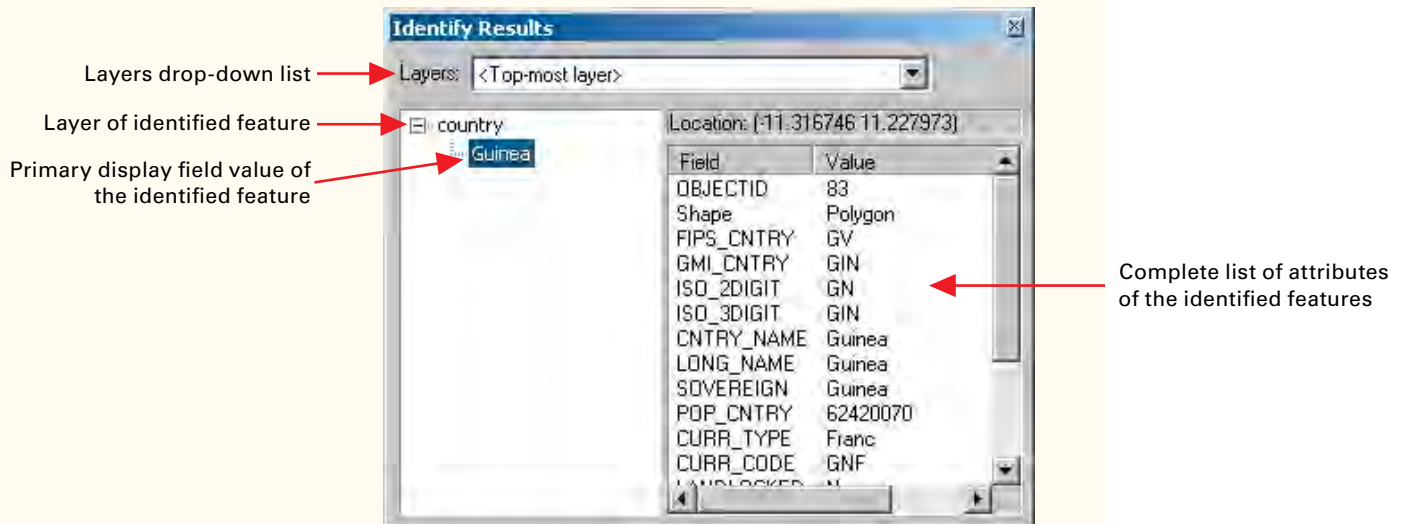 Identify Results
Layers drop-down list
Layers: <Top-most layer>
Layer of identified feature
country
Location: (-11.316746 11.227973)
Primary display field value of
the identified feature
Guinea
Field Value
OBJECTID 83
Shape Polygon
FIPS_CNTRY GV
GMI_CNTRY GIN
ISO_2DIGIT GN
ISO_3DIGIT GIN
CNTRY_NAME Guinea
LONG_NAME Guinea
SOVEREIGN Guinea
POP_CNTRY 62420070
CURR_TYPE Franc
CURR_CODE GNF
LANDLOCKED N
Complete list of attributes
of the identified features